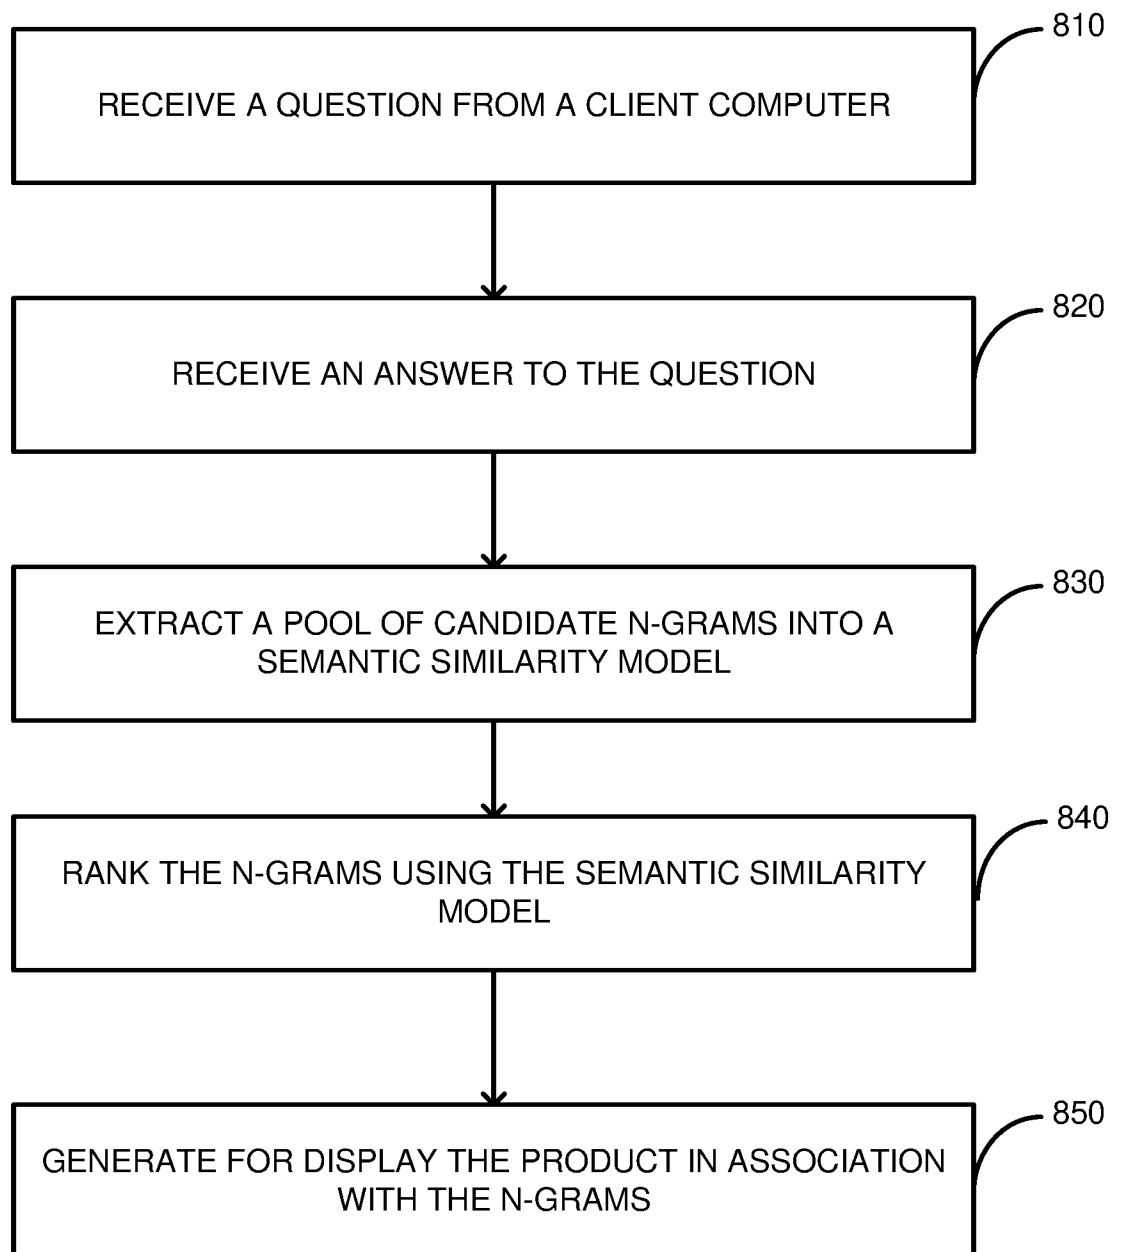 810
RECEIVE A QUESTION FROM A CLIENT COMPUTER
820
RECEIVE AN ANSWER TO THE QUESTION
830
EXTRACT A POOL OF CANDIDATE N-GRAMS INTO A
SEMANTIC SIMILARITY MODEL
840
RANK THE N-GRAMS USING THE SEMANTIC SIMILARITY
MODEL
850
GENERATE FOR DISPLAY THE PRODUCT IN ASSOCIATION
WITH THE N-GRAMS